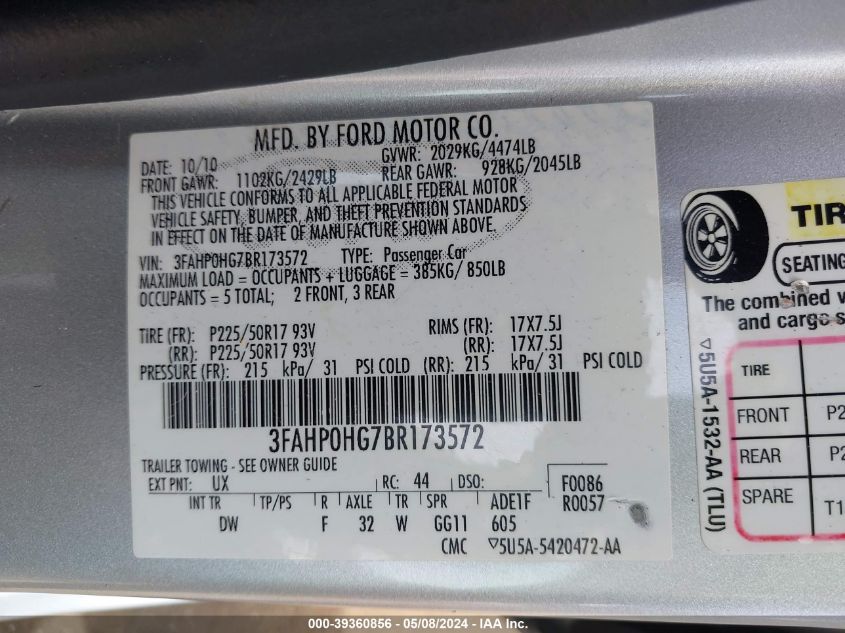 MFD. BY FORD MOTOR CO.
DATE: 10/10 GVWR: 2029KG/4474LB
FRONT GAWR: 1102KG/2429LB REAR GAWR: 928KG/2045LB
THIS VEHICLE CONFORMS TO ALL APPLICABLE FEDERAL MOTOR
VEHICLE SAFETY, BUMPER, AND THEFT PREVENTION STANDARDS
IN EFFECT ON THE DATE OF MANUFACTURE SHOWN ABOVE.
VIN: 3FAHP0HG7BR173572 TYPE: Passenger Car
MAXIMUM LOAD = OCCUPANTS + LUGGAGE = 385KG/ 850LB
OCCUPANTS = 5 TOTAL; 2 FRONT, 3 REAR
TIRE (FR): P225/50R17 93V RIMS (FR): 17X7.5J
(RR): P225/50R17 93V (RR): 17X7.5J
PRESSURE (FR): 215 kPa/ 31 PSI COLD (RR): 215 kPa/ 31 PSI COLD
3FAHP0HG7BR173572
TRAILER TOWING - SEE OWNER GUIDE
EXT PNT: UX RC: 44 DSO: F0086
R0057
INT TR TP/PS R AXLE TR SPR ADE1F
DW F 32 W GG11 605
CMC ▽5U5A-5420472-AA
TIR
SEATING
The combined
and cargo
▽5U5A-1532-AA (TLU)
TIRE
FRONT P2
REAR P2
SPARE T1
000-39360856 - 05/08/2024 - IAA Inc.